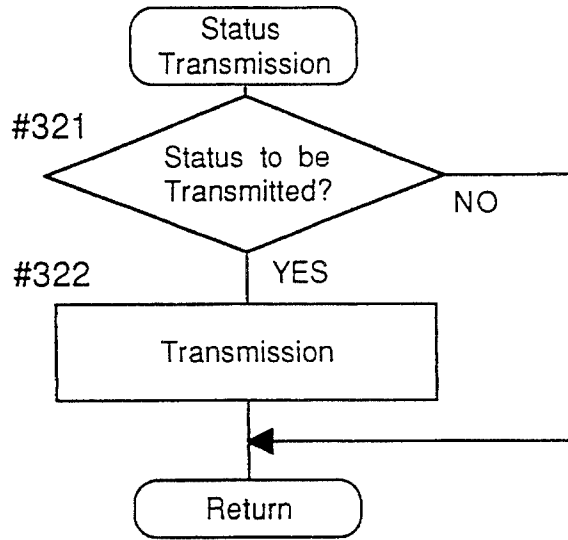 Status
Transmission
#321
Status to be
Transmitted?
NO
#322
YES
Transmission
Return